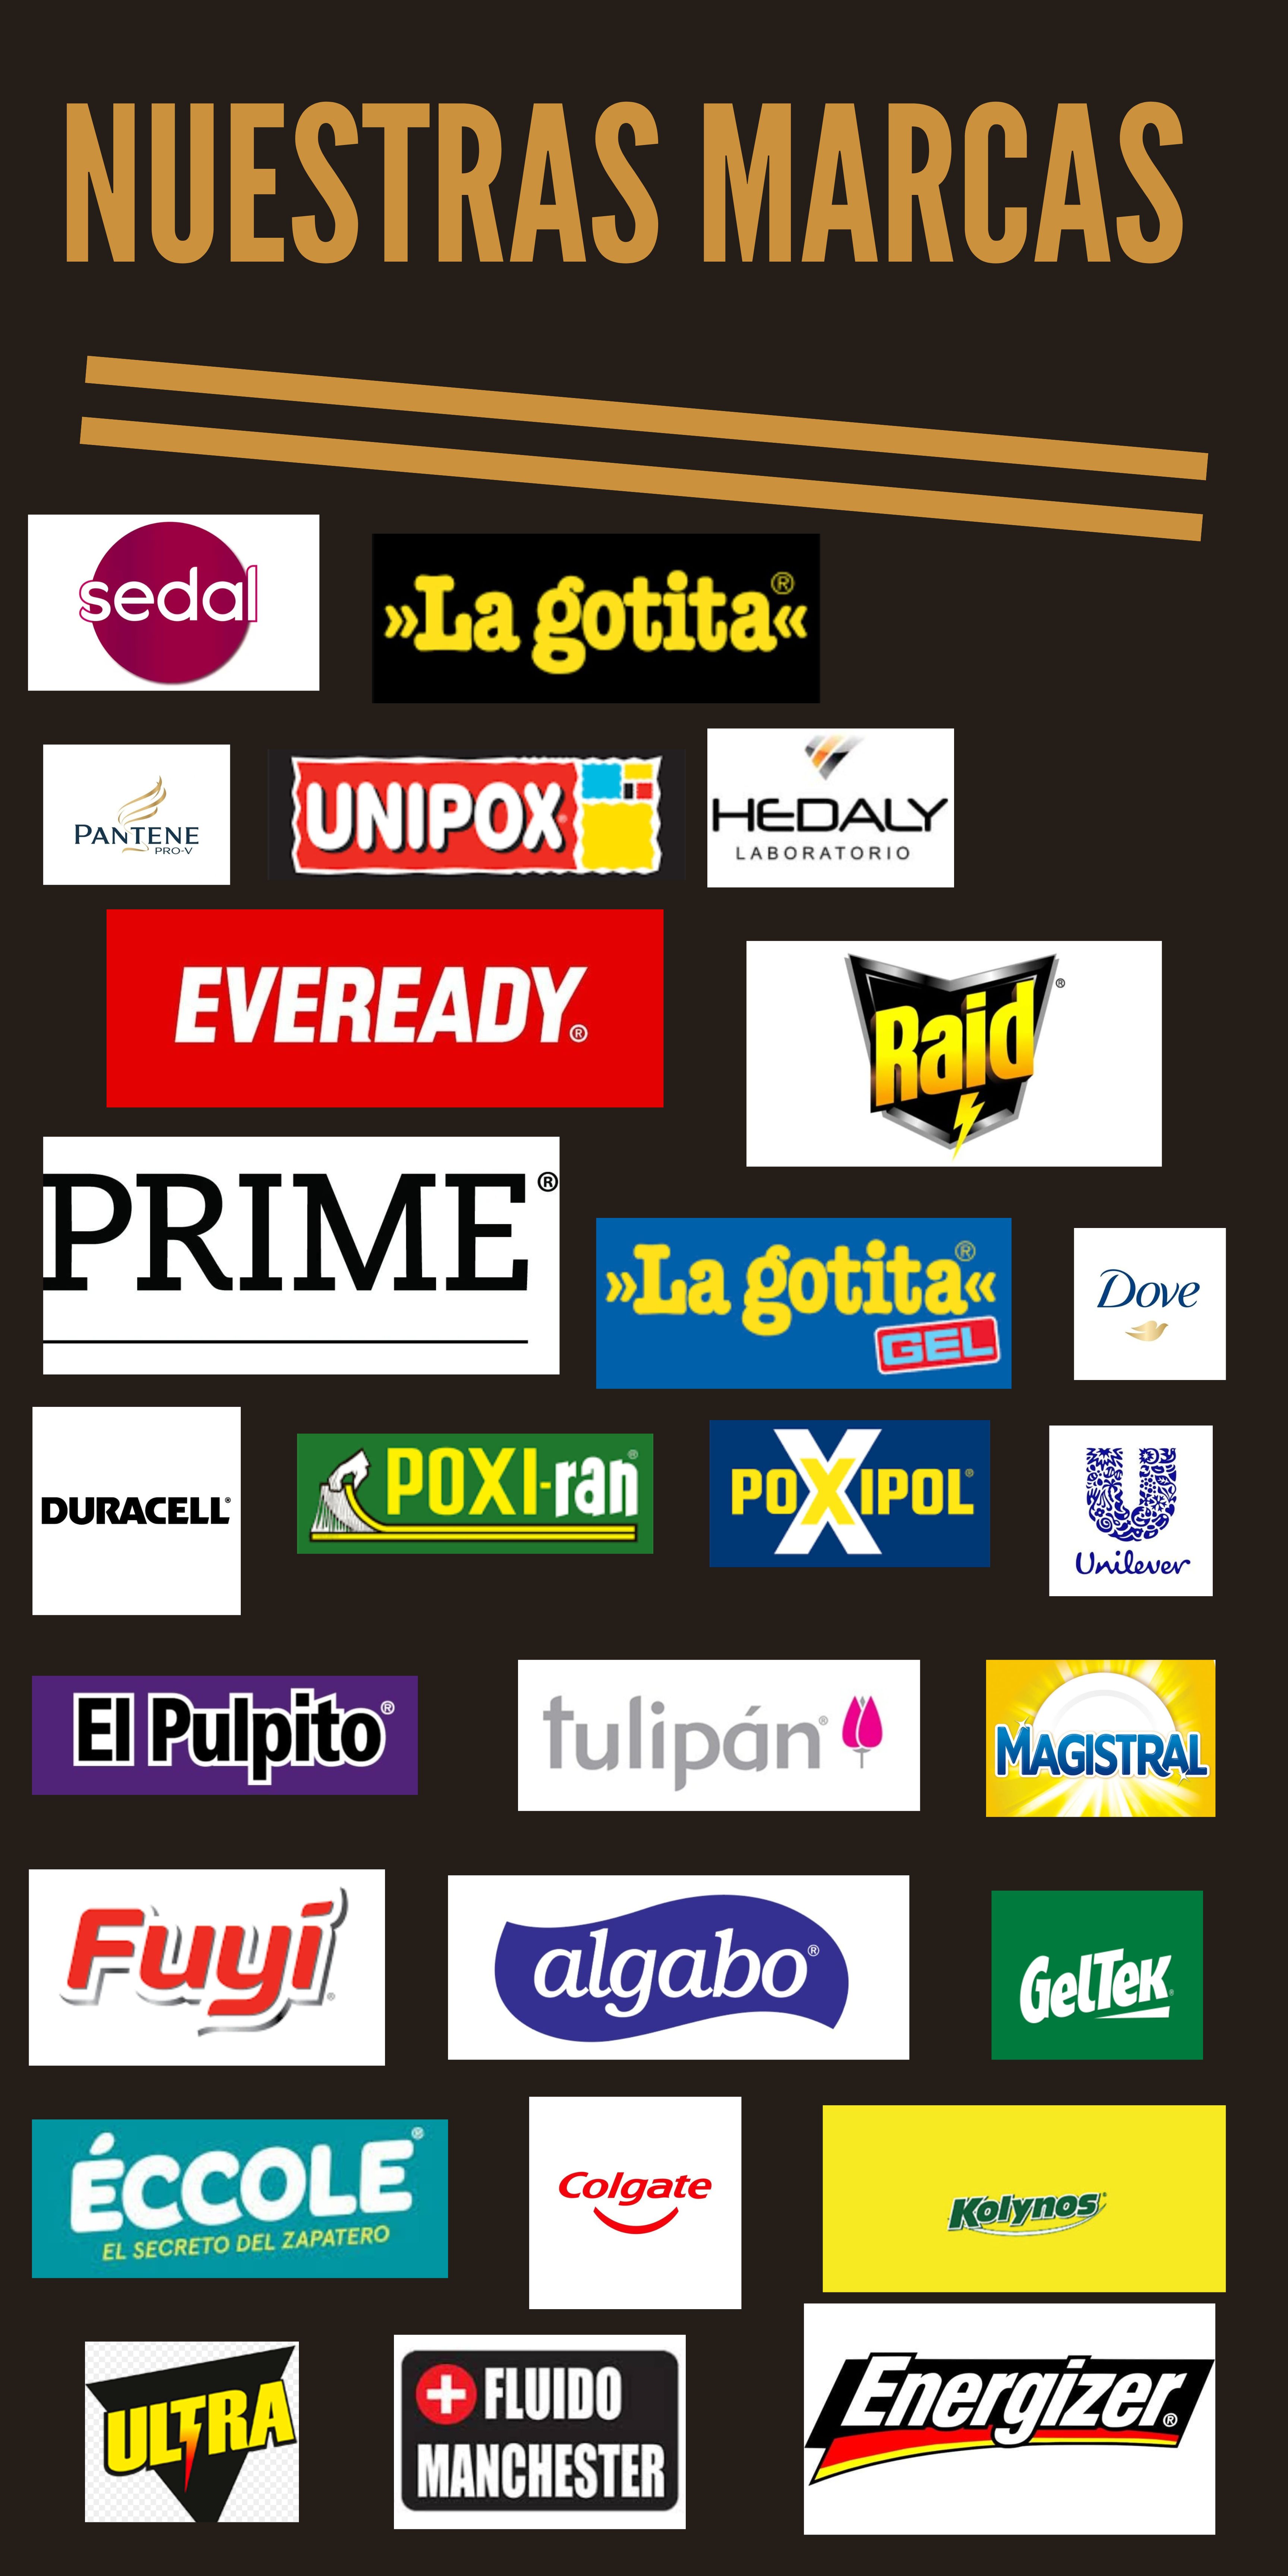 NUESTRAS MARCAS
sedal
»La gotita®«
PANTENE
PRO-V
UNIPOX®
HEDALY
LABORATORIO
EVEREADY®
Raid®
PRIME®
»La gotita®«
GEL
Dove
DURACELL®
POXI-ran®
POXIPOL®
Unilever
El Pulpito®
tulipán®
MAGISTRAL
Fuyí®
algabo®
GelTek®
ÉCCOLE®
EL SECRETO DEL ZAPATERO
Colgate
Kolynos®
ULTRA
FLUIDO
MANCHESTER
Energizer®